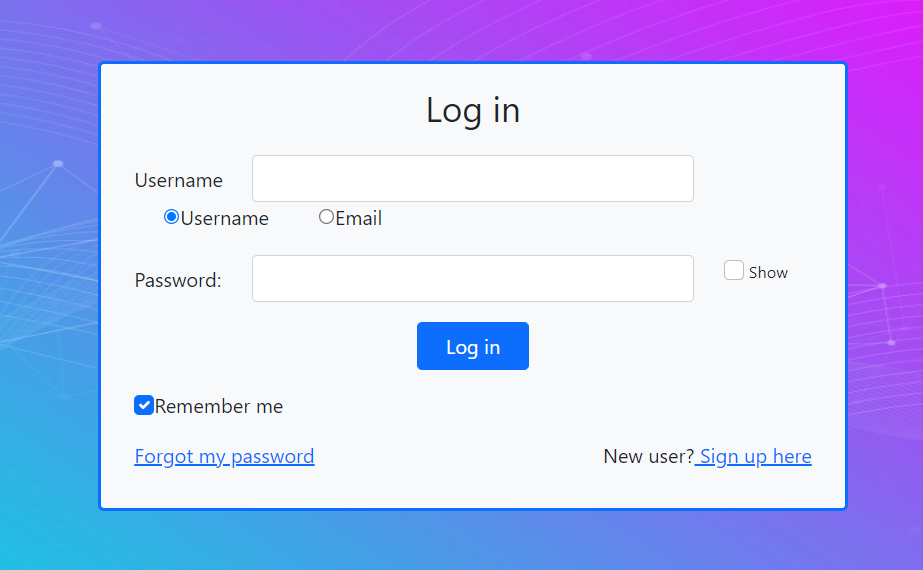 Log in
Username
Username Email
Password: Show
Log in
Remember me
Forgot my password New user? Sign up here